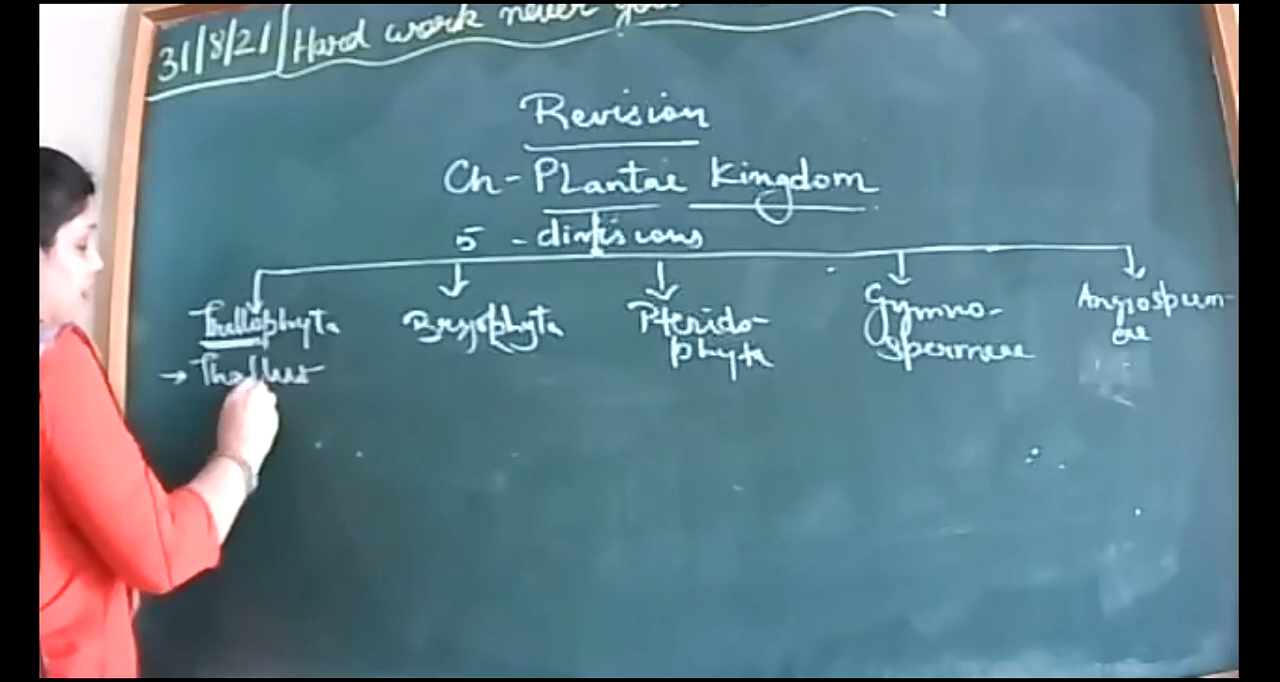 31/8/21 Hard work never
Revision
Ch- Plantae Kingdom
5 - divisions
Thallophyta Bryophyta Pterido- Gymno- Angiosperm-
phyta spermeae ae
→ Thallus